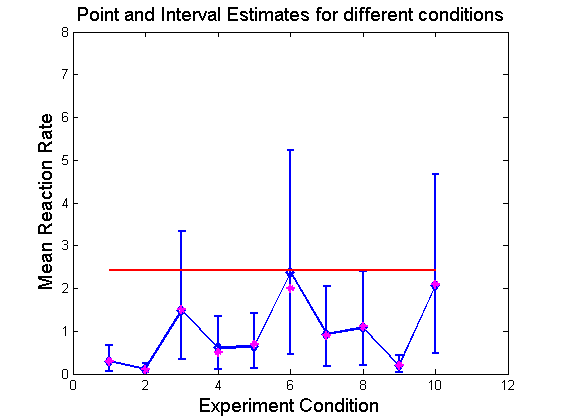 Point and Interval Estimates for different conditions
8
7
6
5
4
3
2
1
0
Mean Reaction Rate
0 2 4 6 8 10 12
Experiment Condition